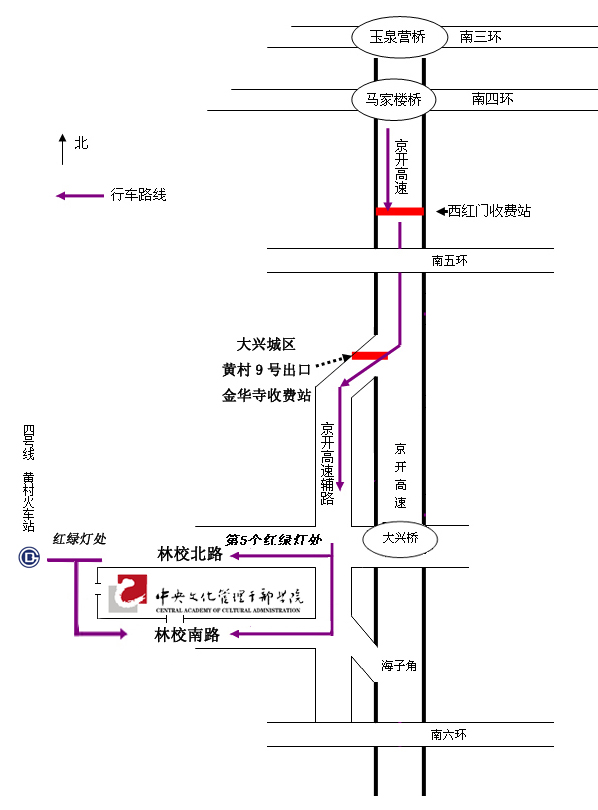 玉泉营桥
南三环
马家楼桥
南四环
北
行车路线
京开高速
西红门收费站
南五环
大兴城区
黄村9号出口
金华寺收费站
京开高速辅路
京开高速
四号线 黄村火车站
红绿灯处
第5个红绿灯处
大兴桥
林校北路
中央文化管理干部学院
CENTRAL ACADEMY OF CULTURAL ADMNISTRATION
林校南路
海子角
南六环